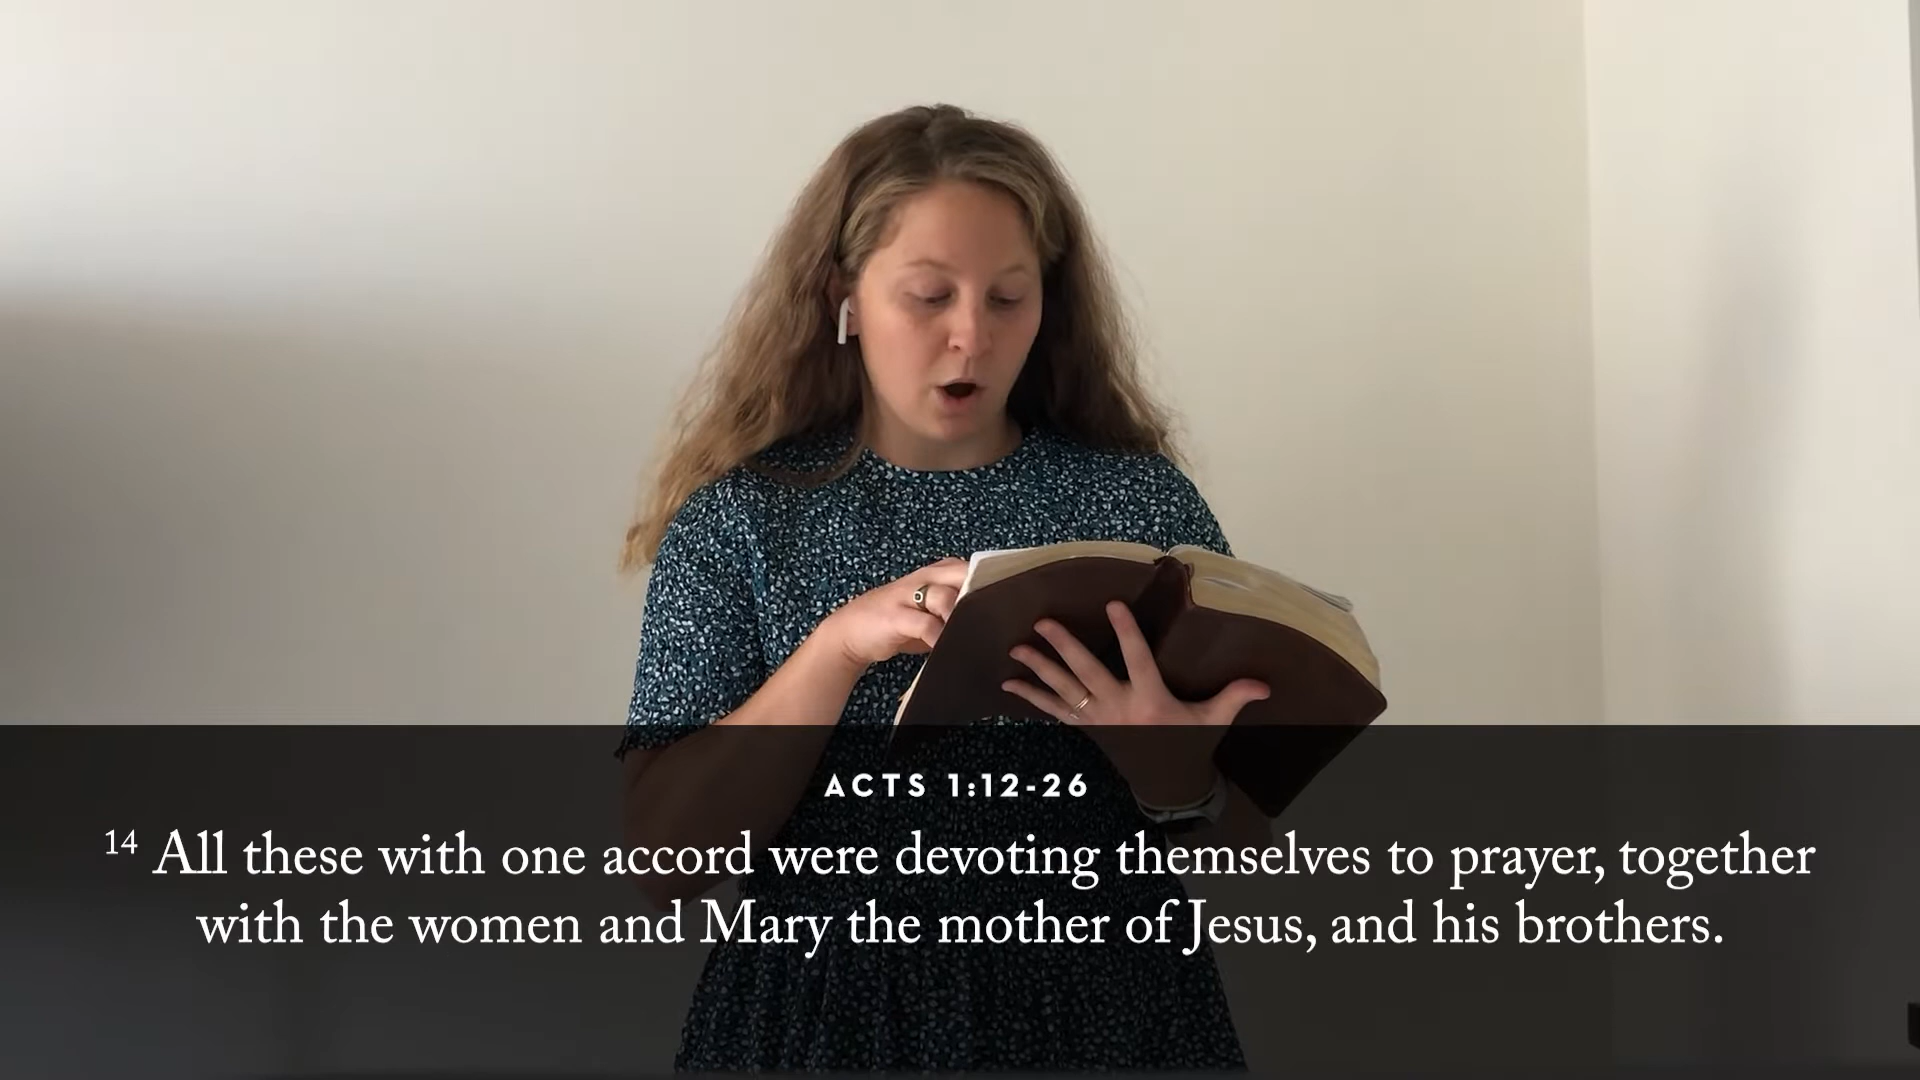 ACTS 1:12-26
14 All these with one accord were devoting themselves to prayer, together
with the women and Mary the mother of Jesus, and his brothers.